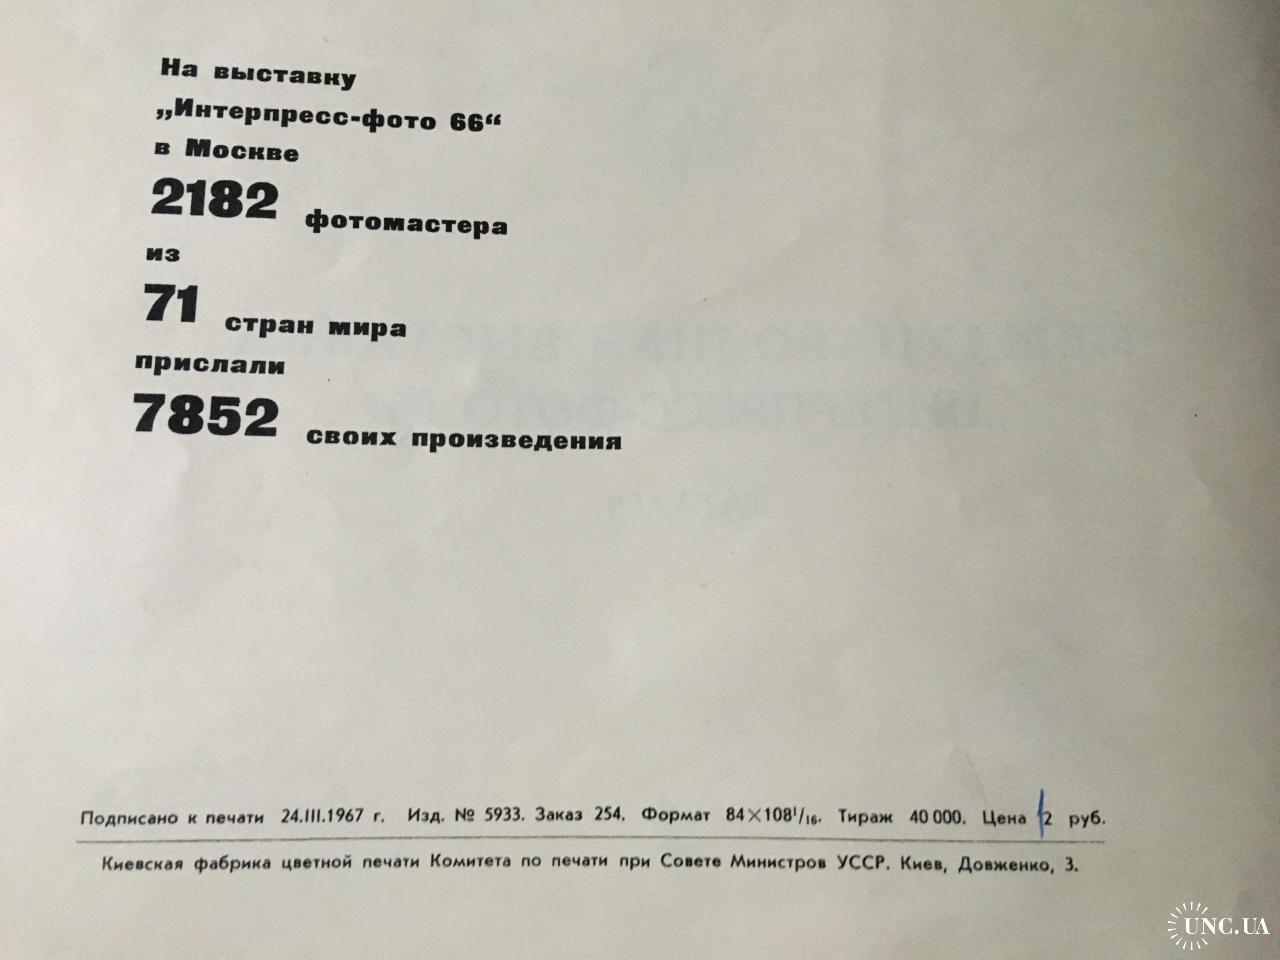 На выставку
„Интерпресс-фото 66“
в Москве
2182 фотомастера
из
71 стран мира
прислали
7852 своих произведения
Подписано к печати 24.III.1967 г. Изд. № 5933. Заказ 254. Формат 84×108¹/₁₆. Тираж 40 000. Цена 2 руб.
Киевская фабрика цветной печати Комитета по печати при Совете Министров УССР. Киев, Довженко, 3.
UNC.UA